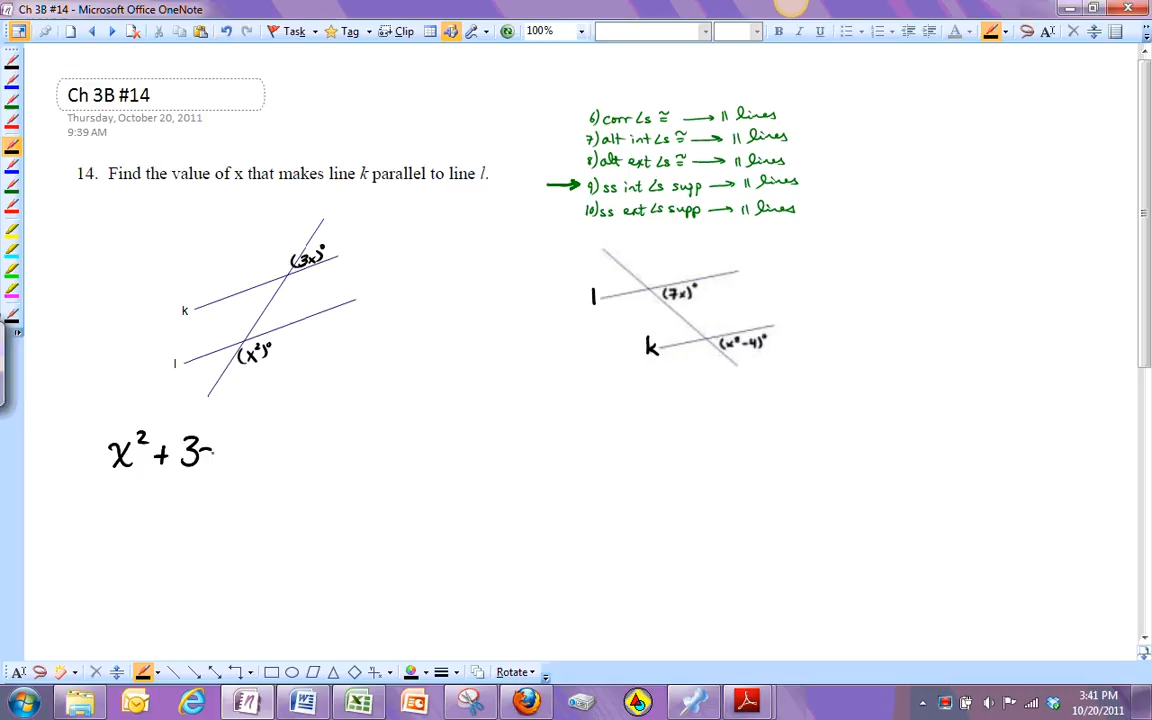 Ch 3B #14 - Microsoft Office OneNote
Task Tag Clip 100% B I U A
Ch 3B #14
Thursday, October 20, 2011
9:39 AM
14. Find the value of x that makes line k parallel to line l.
6) corr ∠s ≅ → || lines
7) alt int ∠s ≅ → || lines
8) alt ext ∠s ≅ → || lines
→ 9) ss int ∠s supp → || lines
10) ss ext ∠s supp → || lines
(3x)°
k
(x²)°
l
l
(7x)°
k
x² + 3
Rotate
3:41 PM
10/20/2011